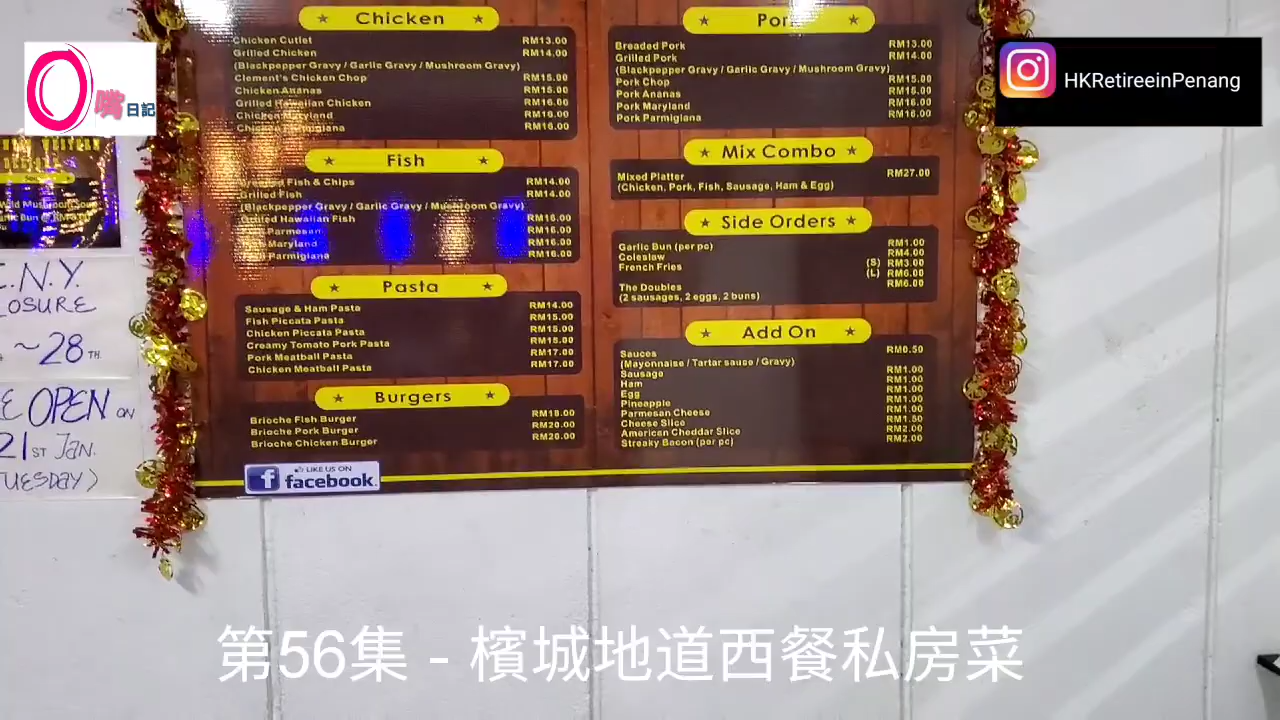 Chicken
Chicken Cutlet RM13.00
Grilled Chicken RM14.00
(Blackpepper Gravy / Garlic Gravy / Mushroom Gravy)
Clement's Chicken Chop RM15.00
Chicken Ananas RM15.00
Grilled Hawaiian Chicken RM16.00
Chicken Maryland RM16.00
Chicken Parmigiana RM16.00
Fish
Breaded Fish & Chips RM14.00
Grilled Fish RM14.00
(Blackpepper Gravy / Garlic Gravy / Mushroom Gravy)
Grilled Hawaiian Fish RM16.00
Parmesan RM16.00
Maryland RM16.00
Parmigiana RM16.00
Pasta
Sausage & Ham Pasta RM14.00
Fish Piccata Pasta RM15.00
Chicken Piccata Pasta RM15.00
Creamy Tomato Pork Pasta RM15.00
Pork Meatball Pasta RM17.00
Chicken Meatball Pasta RM17.00
Burgers
Brioche Fish Burger RM18.00
Brioche Pork Burger RM20.00
Brioche Chicken Burger RM20.00
LIKE US ON
facebook
Pork
Breaded Pork RM13.00
Grilled Pork RM14.00
(Blackpepper Gravy / Garlic Gravy / Mushroom Gravy)
Pork Chop RM15.00
Pork Ananas RM15.00
Pork Maryland RM16.00
Pork Parmigiana RM16.00
Mix Combo
Mixed Platter RM27.00
(Chicken, Pork, Fish, Sausage, Ham & Egg)
Side Orders
Garlic Bun (per pc) RM1.00
Coleslaw RM4.00
French Fries (S) RM3.00
(L) RM6.00
The Doubles RM6.00
(2 sausages, 2 eggs, 2 buns)
Add On
Sauces RM0.50
(Mayonnaise / Tartar sauce / Gravy)
Sausage RM1.00
Ham RM1.00
Egg RM1.00
Pineapple RM1.00
Parmesan Cheese RM1.00
Cheese Slice RM1.50
American Cheddar Slice RM2.00
Streaky Bacon (per pc) RM2.00
嘴日記
HKRetireeinPenang
.N.Y.
OSURE
~28TH
E OPEN ON
21ST JAN.
UESDAY)
第56集 - 檳城地道西餐私房菜